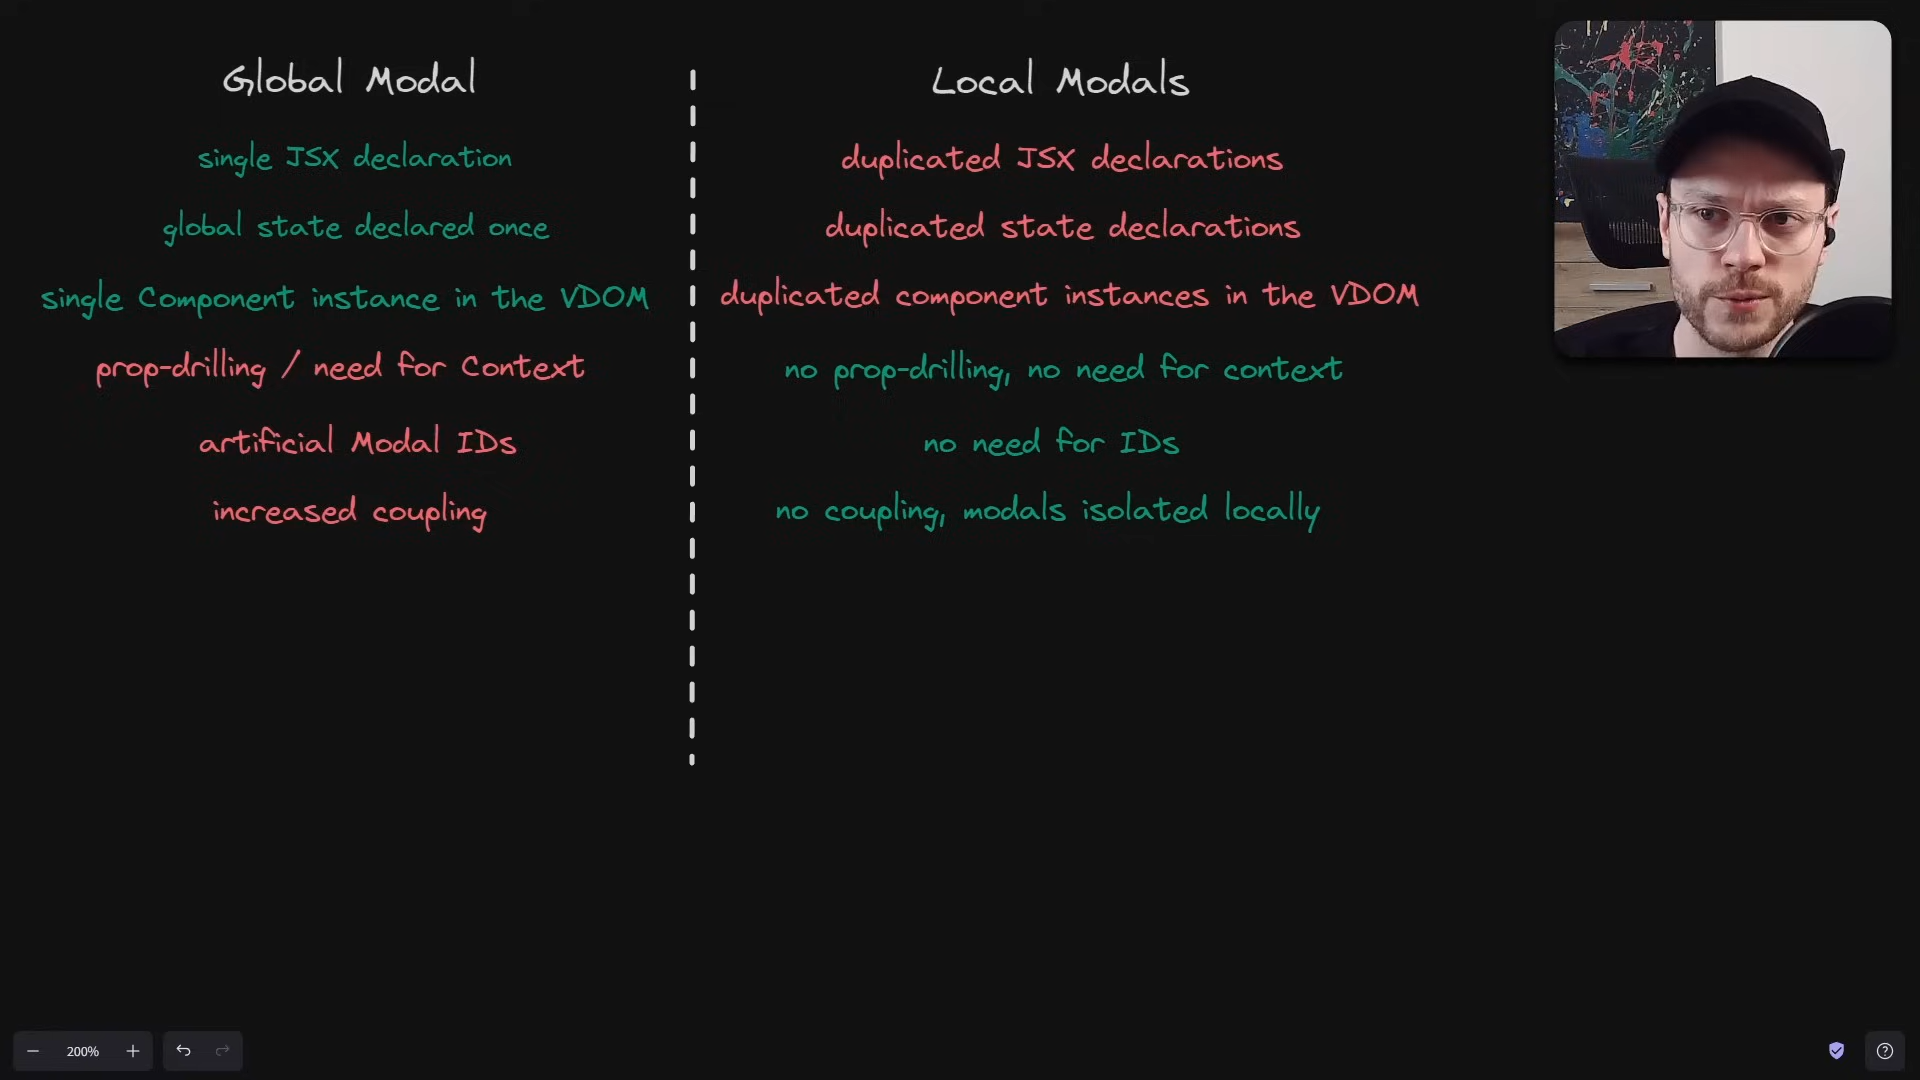 Global Modal
single JSX declaration
global state declared once
single Component instance in the VDOM
prop-drilling / need for Context
artificial Modal IDs
increased coupling
Local Modals
duplicated JSX declarations
duplicated state declarations
duplicated component instances in the VDOM
no prop-drilling, no need for context
no need for IDs
no coupling, modals isolated locally
200%